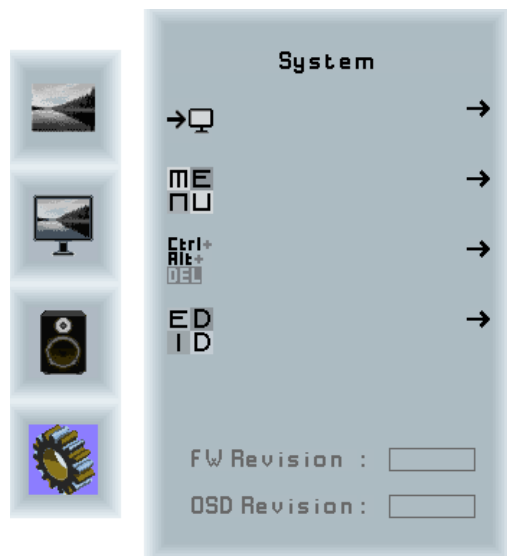 System
→
→
ME
NU
→
Ctrl+
Alt+
DEL
→
ED
ID
→
FW Revision :
OSD Revision :